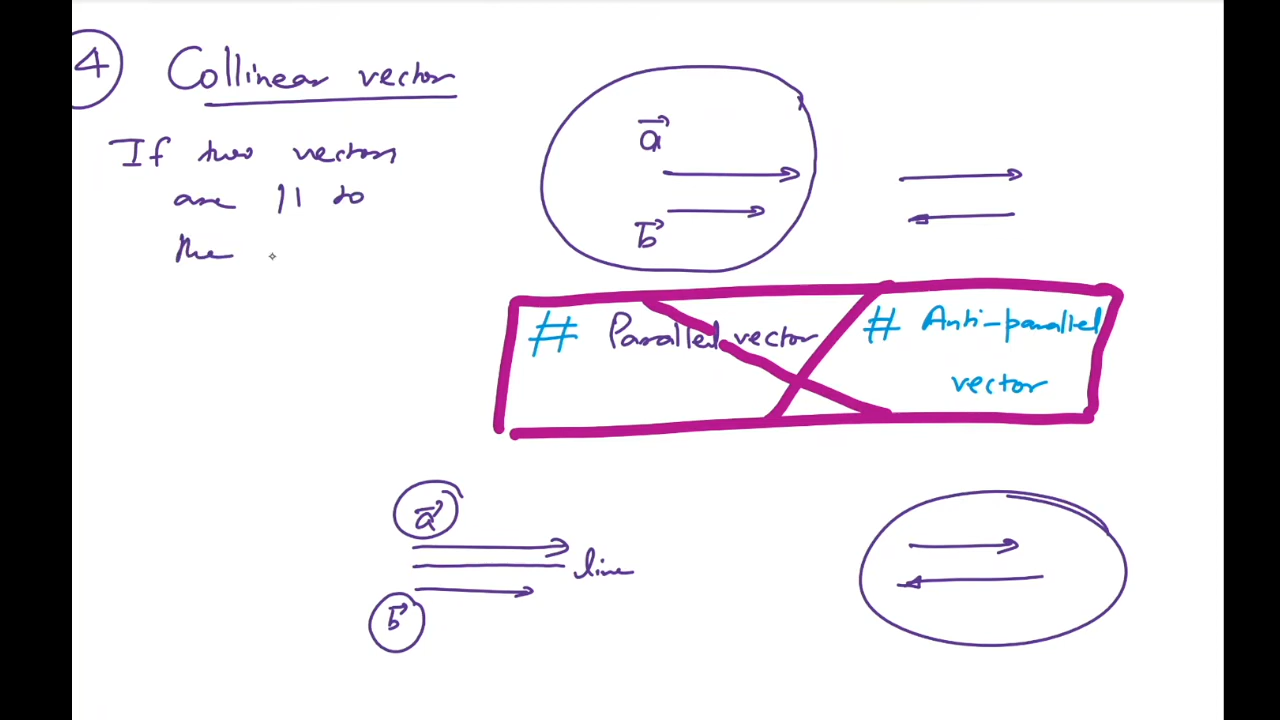 4 Collinear vector
If two vectors
are || to
the
a⃗
b⃗
# Parallel vector
# Anti-parallel
vector
a⃗
line
b⃗